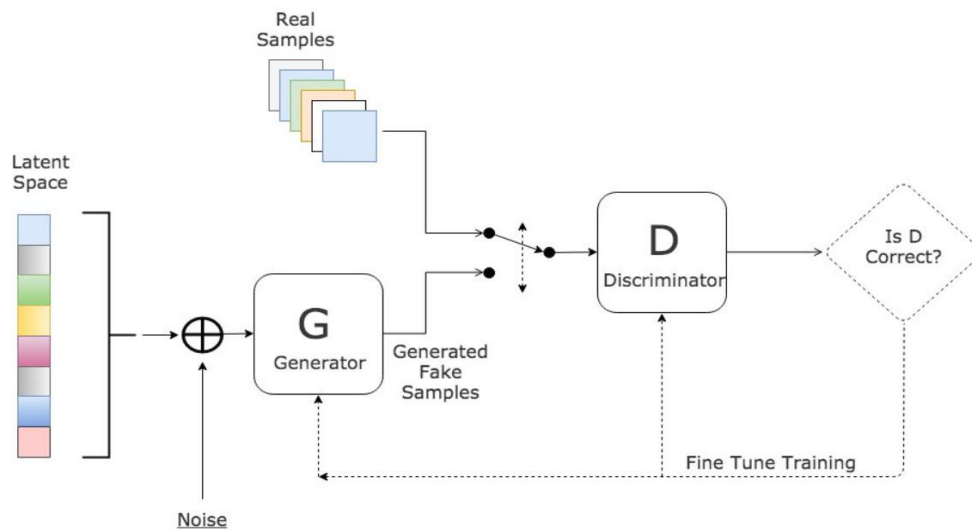 Real
Samples
Latent
Space
D
Discriminator
Is D
Correct?
G
Generator
Generated
Fake
Samples
Fine Tune Training
Noise